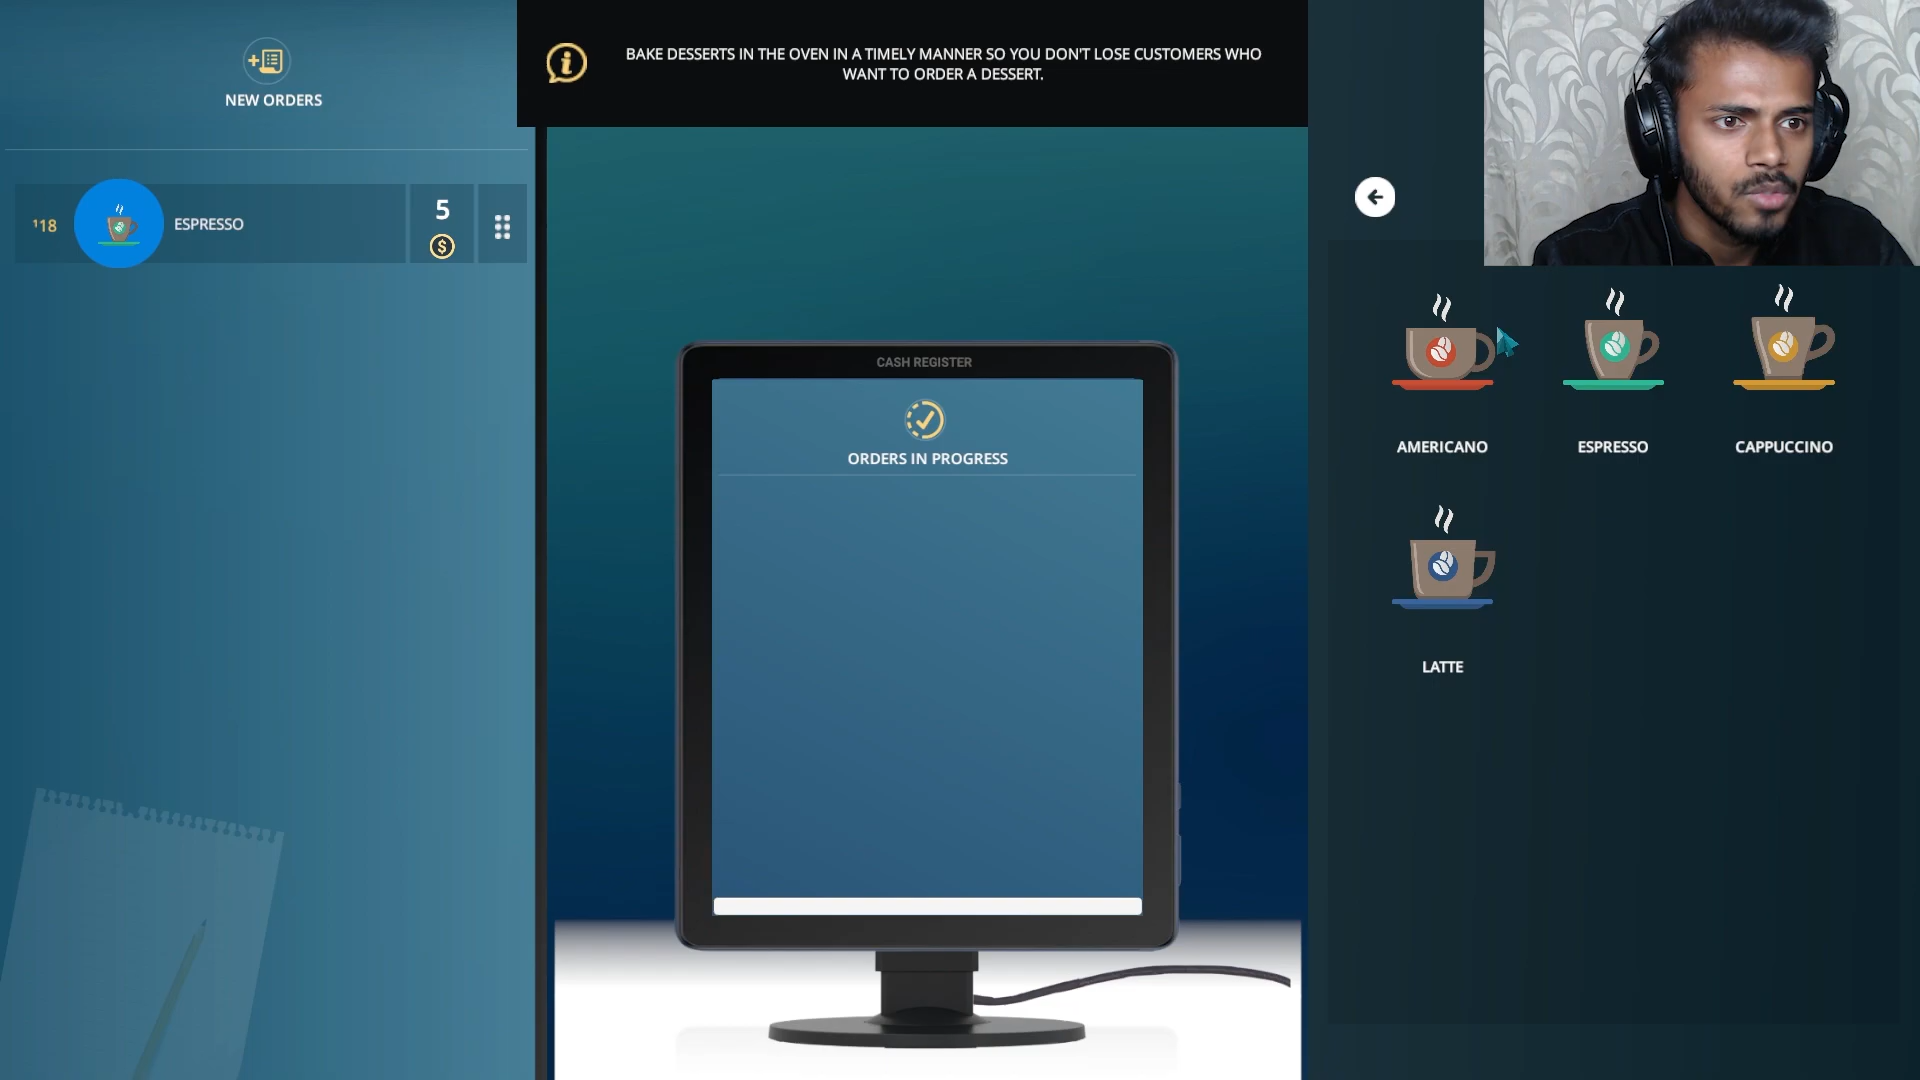 NEW ORDERS
BAKE DESSERTS IN THE OVEN IN A TIMELY MANNER SO YOU DON'T LOSE CUSTOMERS WHO
WANT TO ORDER A DESSERT.
118
ESPRESSO
5
CASH REGISTER
ORDERS IN PROGRESS
AMERICANO
ESPRESSO
CAPPUCCINO
LATTE